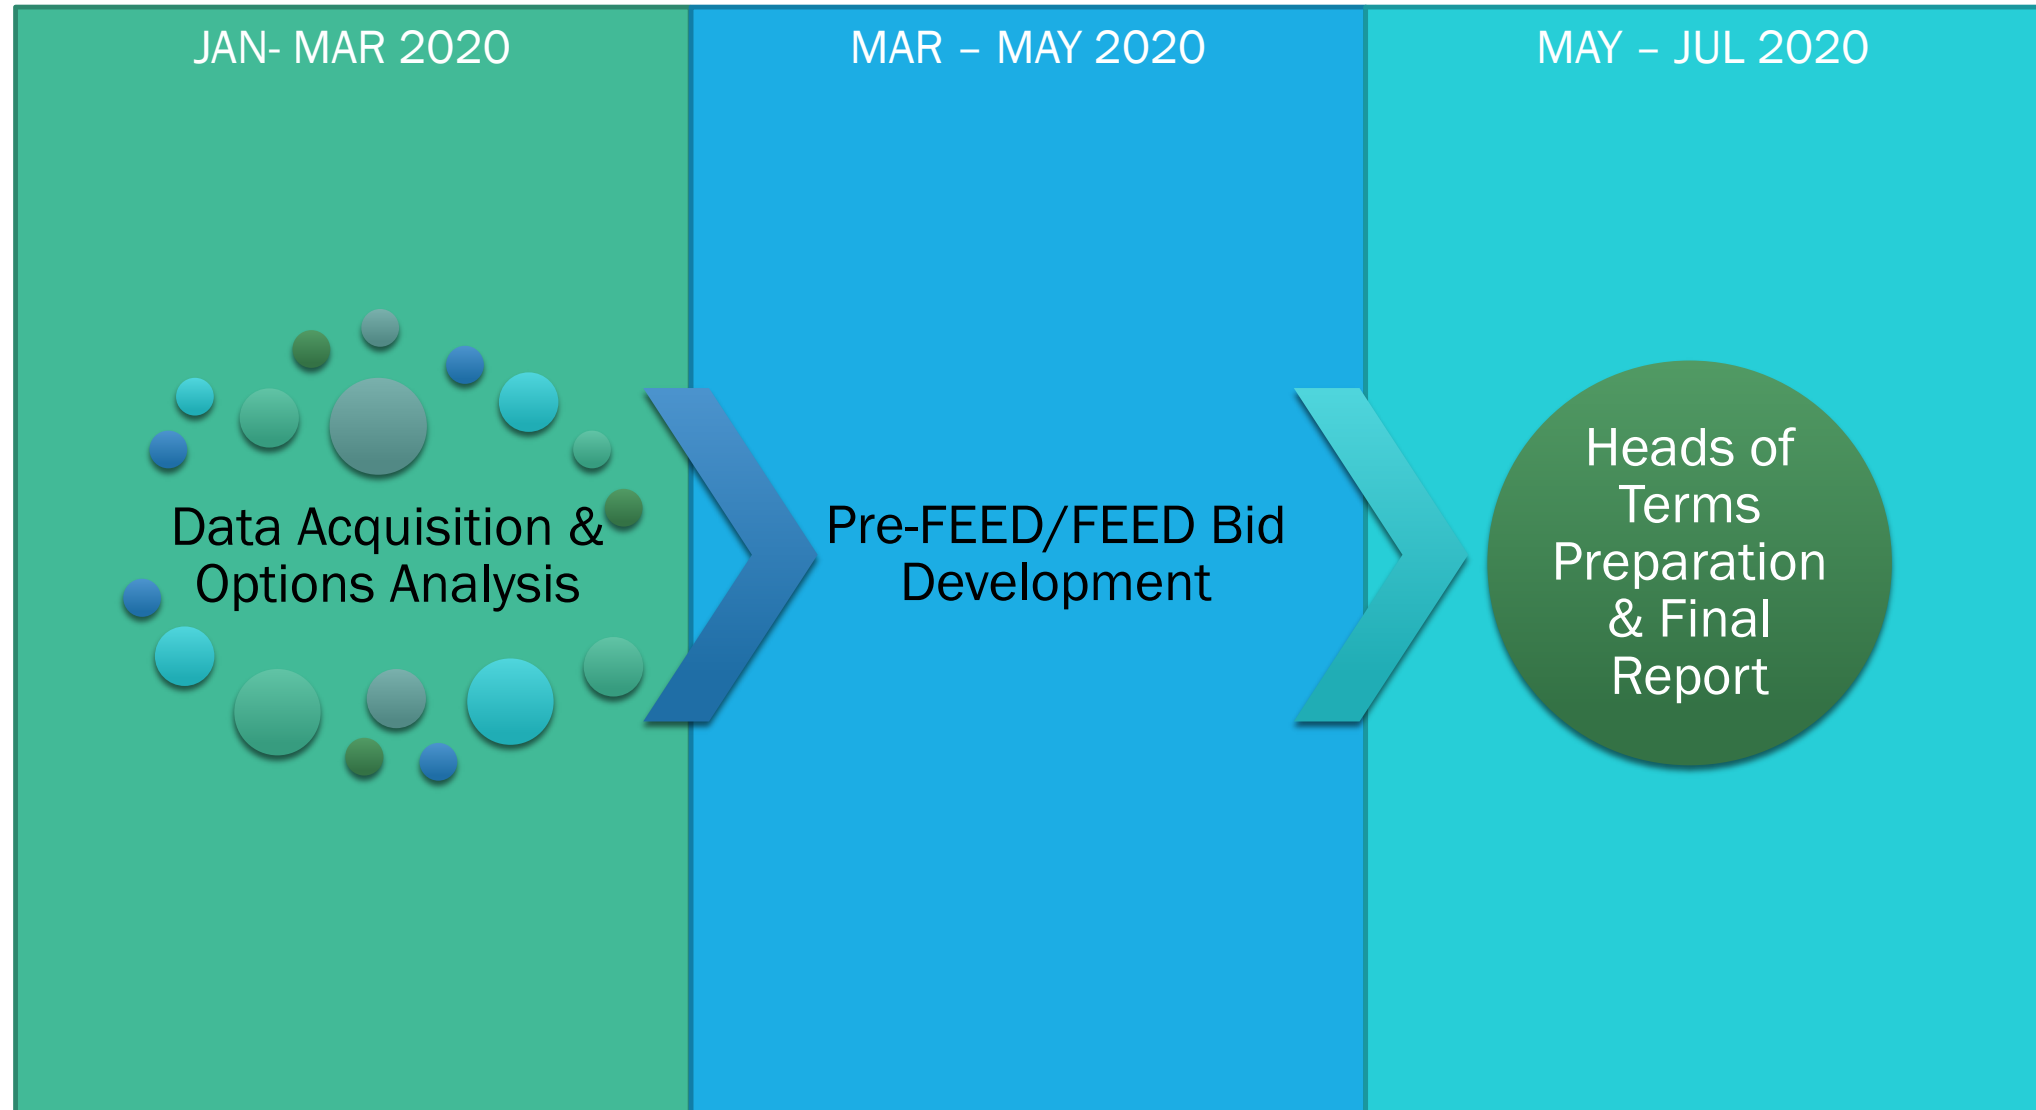 JAN- MAR 2020
MAR – MAY 2020
MAY – JUL 2020
Data Acquisition &
Options Analysis
Pre-FEED/FEED Bid
Development
Heads of
Terms
Preparation
& Final
Report